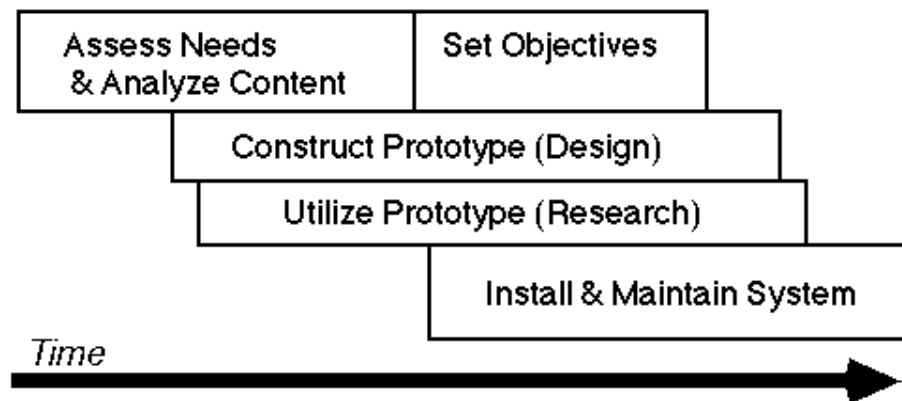 Assess Needs
& Analyze Content
Set Objectives
Construct Prototype (Design)
Utilize Prototype (Research)
Install & Maintain System
Time